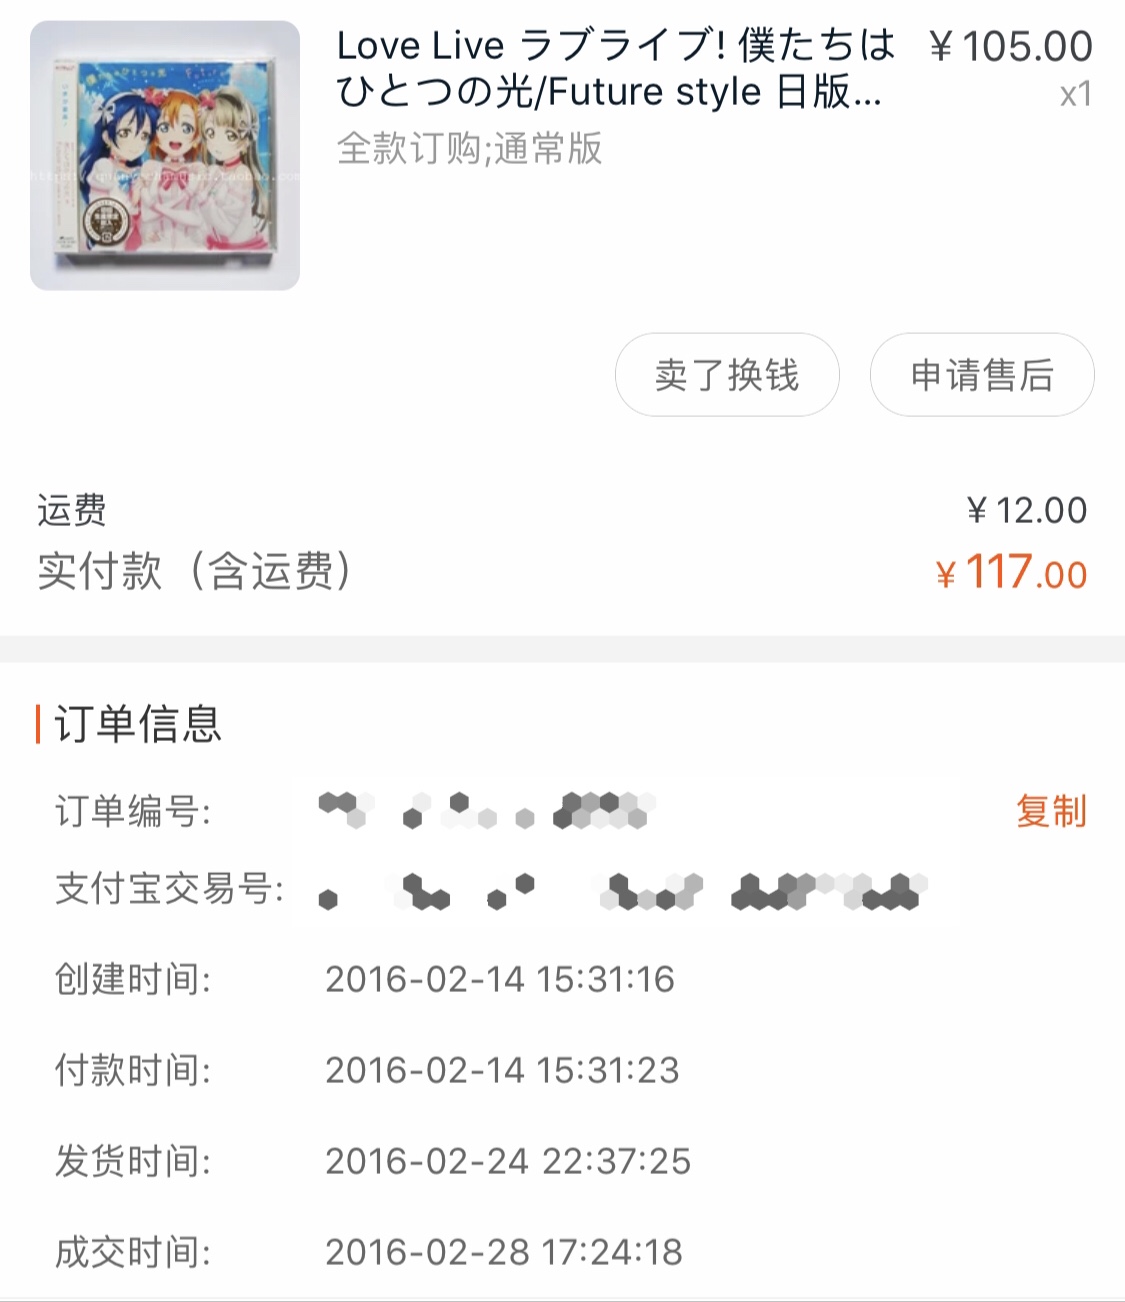 Love Live ラブライブ! 僕たちは
ひとつの光/Future style 日版...
¥ 105.00
x1
全款订购;通常版
卖了换钱
申请售后
运费
¥ 12.00
实付款（含运费）
¥ 117.00
订单信息
订单编号:
复制
支付宝交易号:
创建时间:
2016-02-14 15:31:16
付款时间:
2016-02-14 15:31:23
发货时间:
2016-02-24 22:37:25
成交时间:
2016-02-28 17:24:18